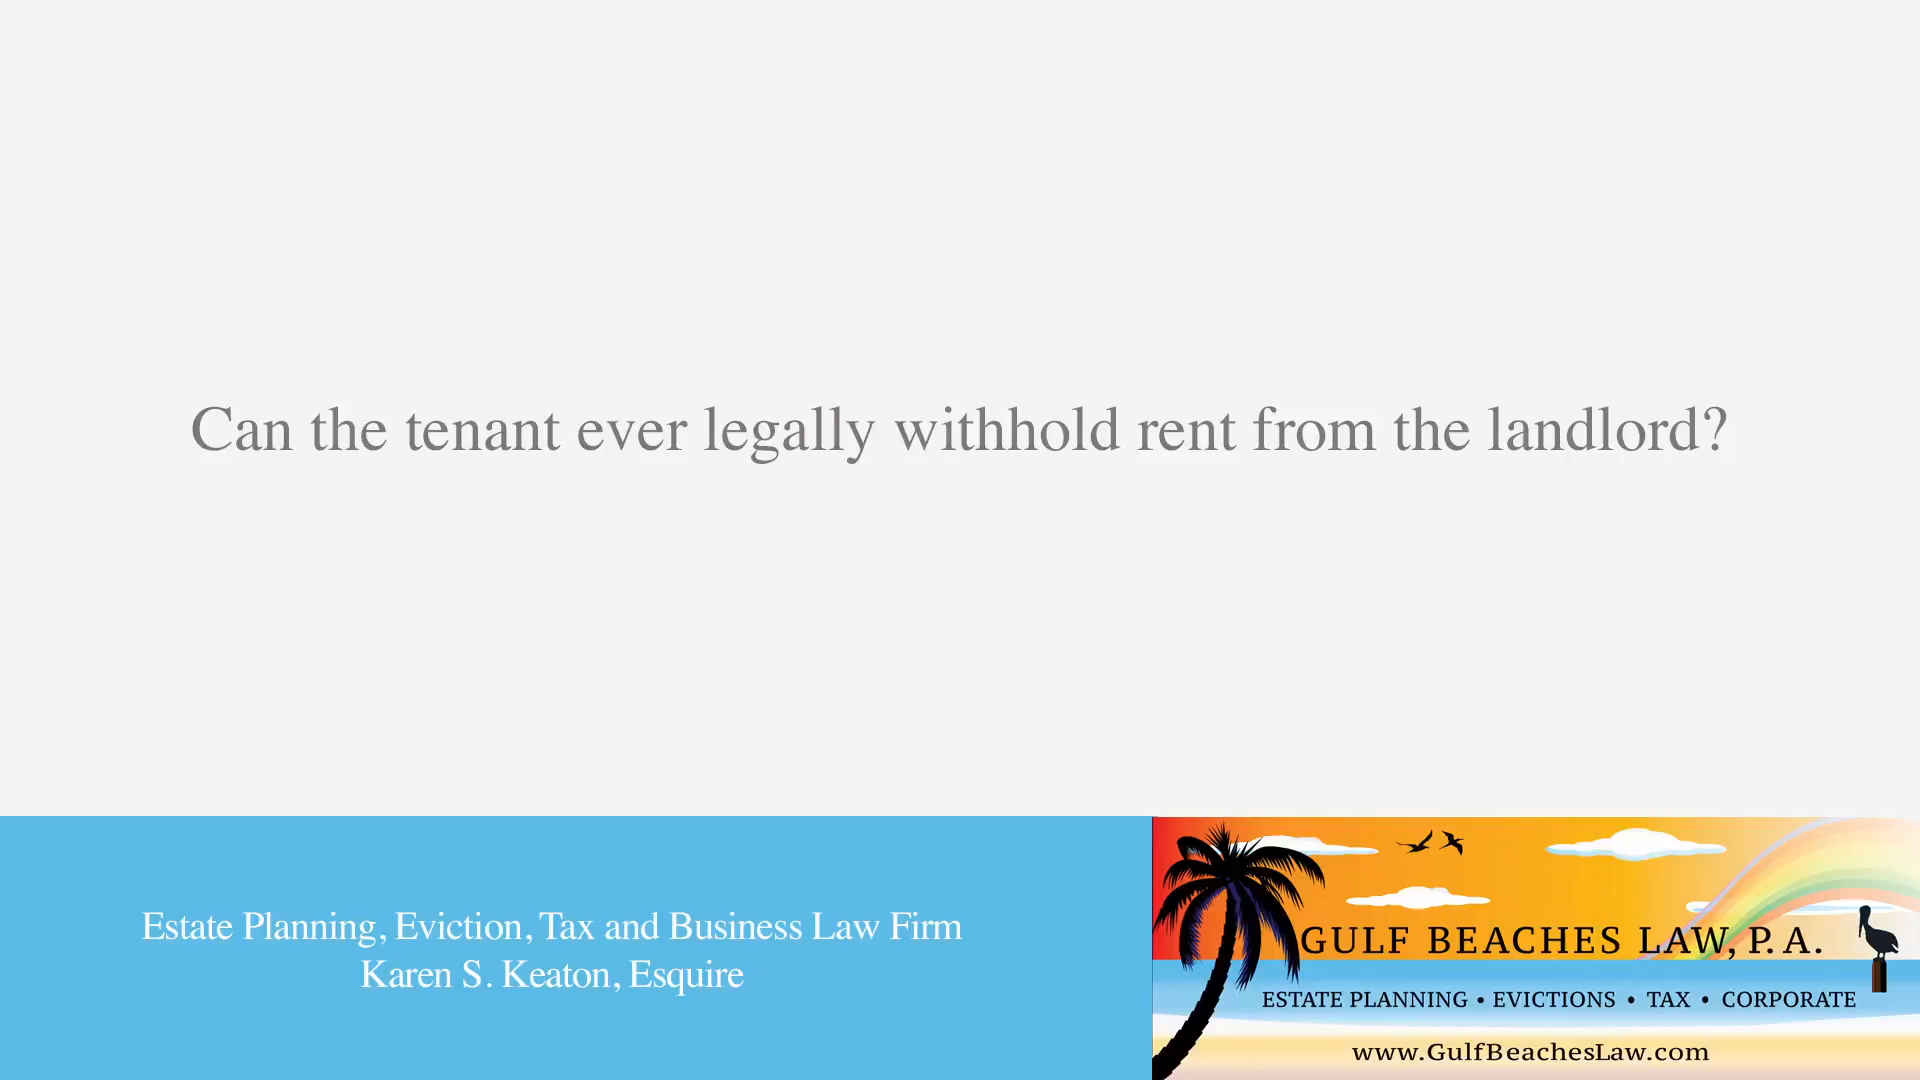 Can the tenant ever legally withhold rent from the landlord?
Estate Planning, Eviction, Tax and Business Law Firm
Karen S. Keaton, Esquire
GULF BEACHES LAW, P.A.
ESTATE PLANNING • EVICTIONS • TAX • CORPORATE
www.GulfBeachesLaw.com